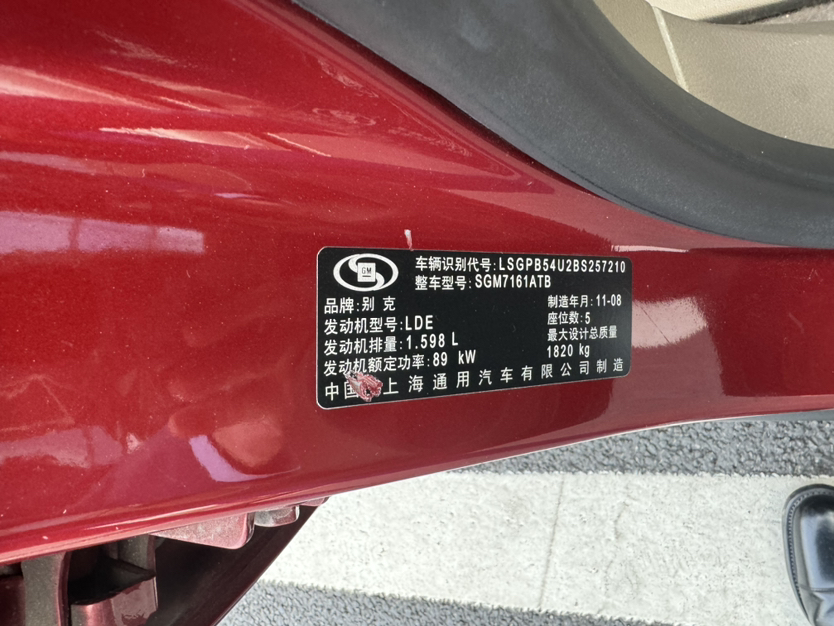 GM
车辆识别代号:LSGPB54U2BS257210
整车型号:SGM7161ATB
品牌:别 克
制造年月:11-08
发动机型号:LDE
座位数:5
发动机排量:1.598 L
最大设计总质量
发动机额定功率:89 kW
1820 kg
中国 上海通用汽车有限公司制造